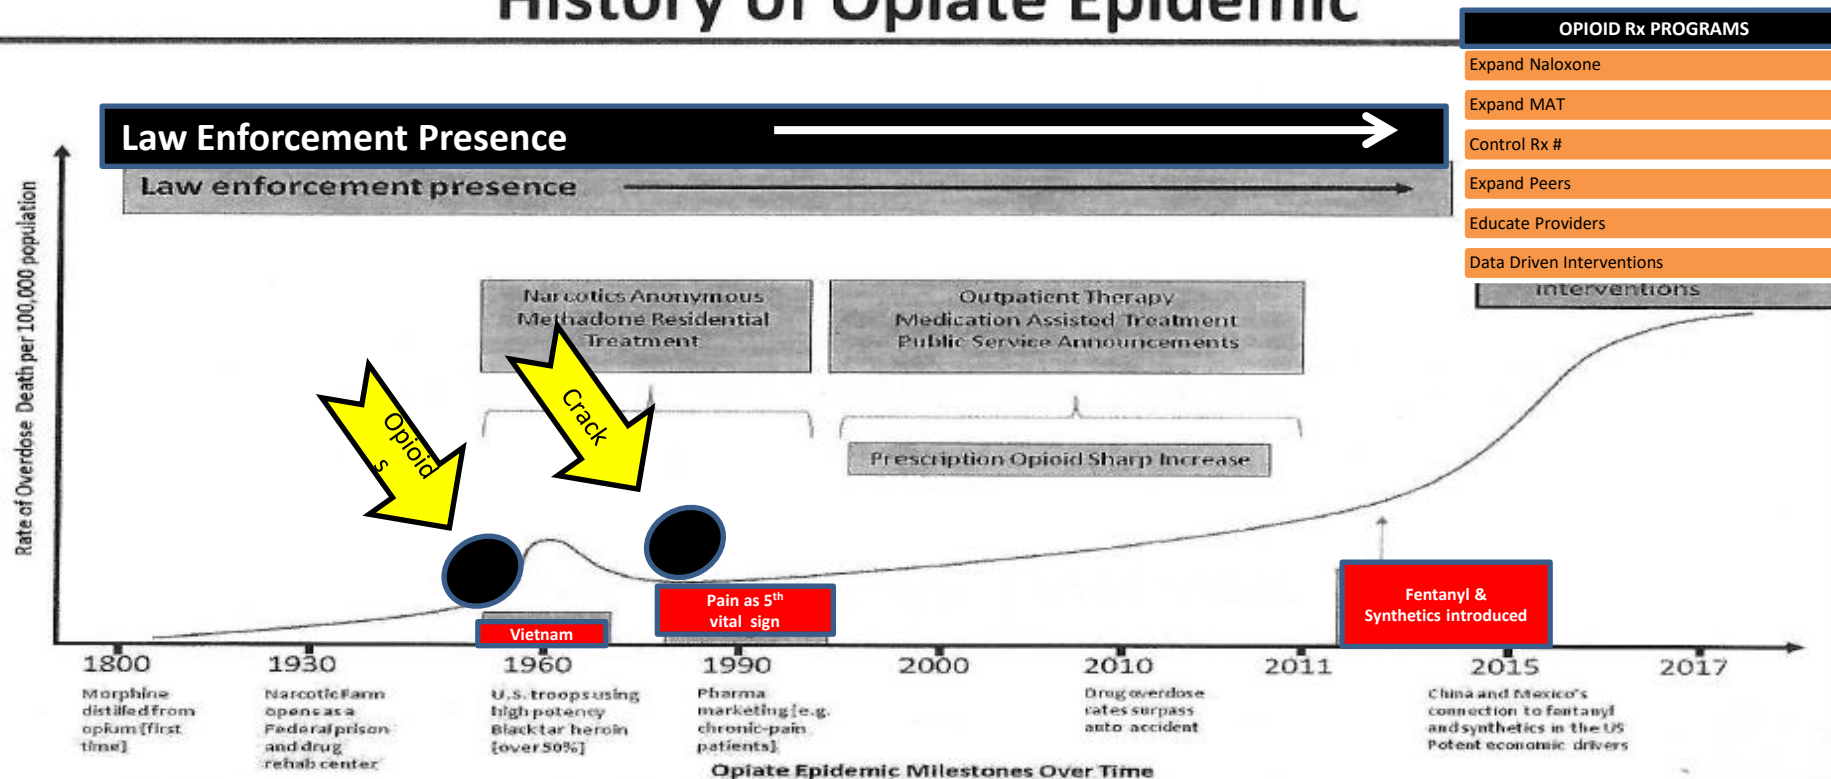 History of Opiate Epidemic
OPIOID Rx PROGRAMS
Expand Naloxone
Expand MAT
Control Rx #
Expand Peers
Educate Providers
Data Driven Interventions
interventions
Law Enforcement Presence
Law enforcement presence
Rate of Overdose Death per 100,000 population
Narcotics Anonymous
Methadone Residential
Treatment
Outpatient Therapy
Medication Assisted Treatment
Public Service Announcements
Prescription Opioid Sharp Increase
Opioid
s
Crack
Vietnam
Pain as 5th
vital sign
Fentanyl &
Synthetics introduced
1800
1930
1960
1990
2000
2010
2011
2015
2017
Morphine
distilled from
opium [first
time]
Narcotic Farm
opens as a
Federal prison
and drug
rehab center
U.S. troops using
high potency
Black tar heroin
[over 50%]
Pharma
marketing [e.g.
chronic-pain
patients]
Drug overdose
rates surpass
auto accident
China and Mexico's
connection to fentanyl
and synthetics in the US
Potent economic drivers
Opiate Epidemic Milestones Over Time